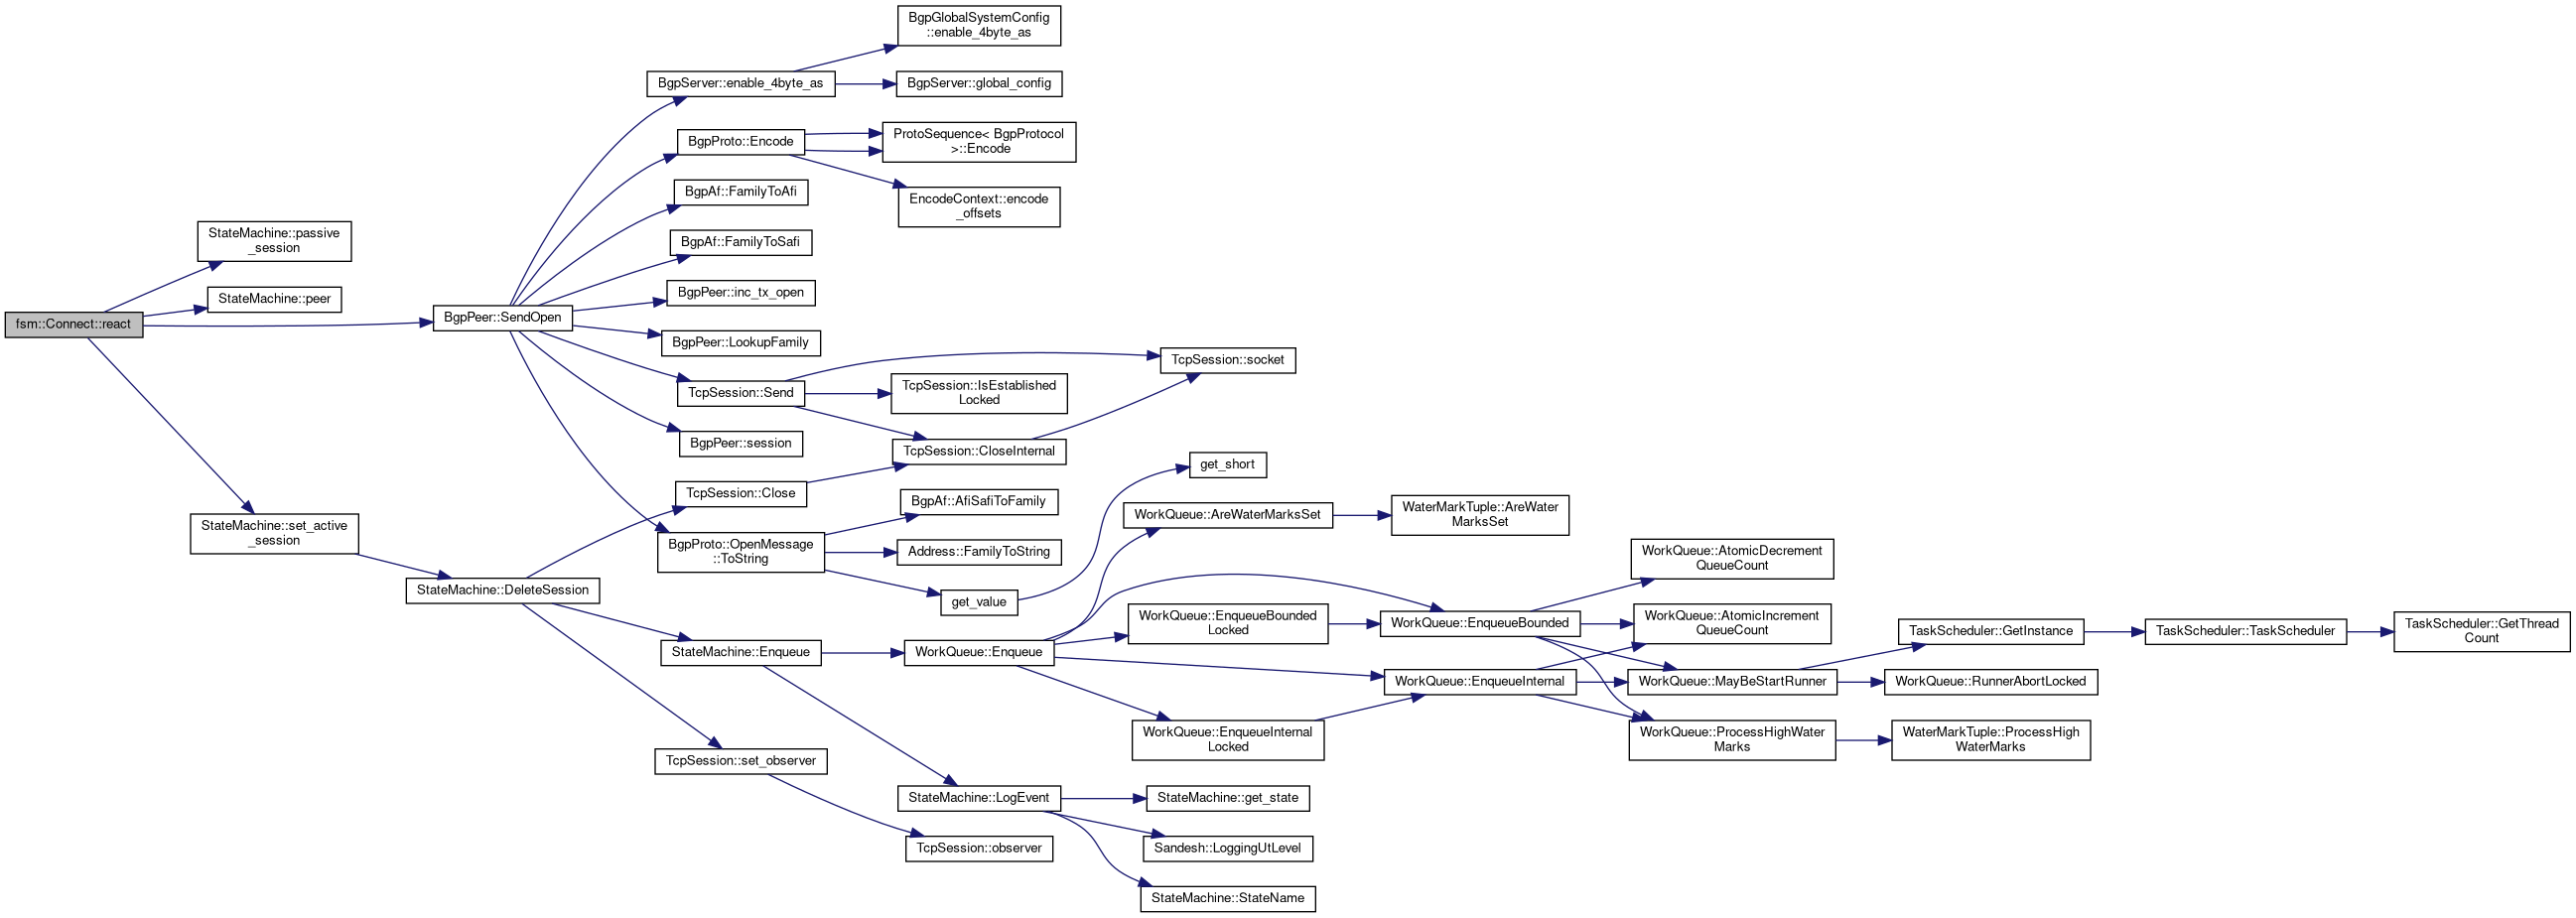 fsm::Connect::react
StateMachine::passive
_session
StateMachine::peer
StateMachine::set_active
_session
BgpPeer::SendOpen
StateMachine::DeleteSession
BgpServer::enable_4byte_as
BgpProto::Encode
BgpAf::FamilyToAfi
BgpAf::FamilyToSafi
BgpPeer::inc_tx_open
BgpPeer::LookupFamily
TcpSession::Send
BgpPeer::session
TcpSession::Close
BgpProto::OpenMessage
::ToString
StateMachine::Enqueue
TcpSession::set_observer
BgpGlobalSystemConfig
::enable_4byte_as
BgpServer::global_config
ProtoSequence< BgpProtocol
>::Encode
EncodeContext::encode
_offsets
TcpSession::IsEstablished
Locked
TcpSession::CloseInternal
BgpAf::AfiSafiToFamily
Address::FamilyToString
get_value
WorkQueue::Enqueue
StateMachine::LogEvent
TcpSession::observer
TcpSession::socket
get_short
WorkQueue::AreWaterMarksSet
WorkQueue::EnqueueBounded
Locked
WorkQueue::EnqueueInternal
Locked
StateMachine::get_state
Sandesh::LoggingUtLevel
StateMachine::StateName
WaterMarkTuple::AreWater
MarksSet
WorkQueue::EnqueueBounded
WorkQueue::EnqueueInternal
WorkQueue::AtomicDecrement
QueueCount
WorkQueue::AtomicIncrement
QueueCount
WorkQueue::MayBeStartRunner
WorkQueue::ProcessHighWater
Marks
TaskScheduler::GetInstance
WorkQueue::RunnerAbortLocked
WaterMarkTuple::ProcessHigh
WaterMarks
TaskScheduler::TaskScheduler
TaskScheduler::GetThread
Count